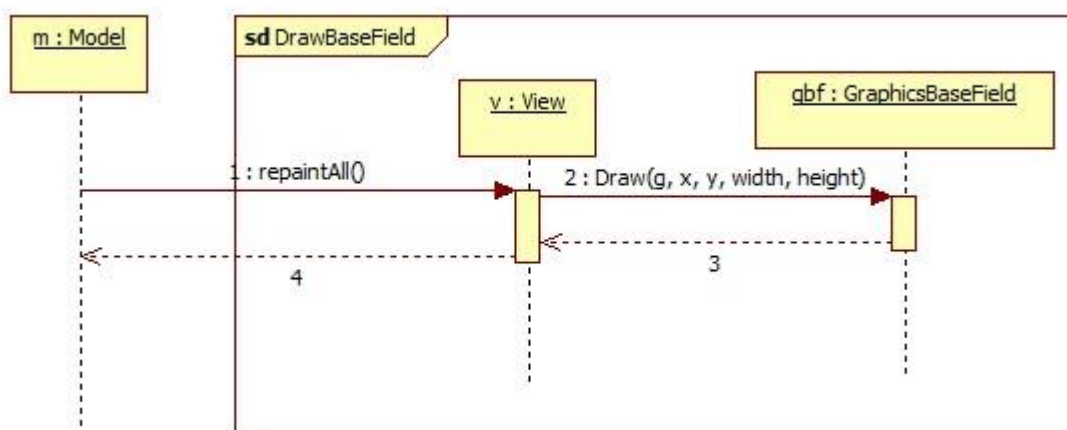 m : Model
sd DrawBaseField
v : View
gbf : GraphicsBaseField
1 : repaintAll()
2 : Draw(g, x, y, width, height)
3
4